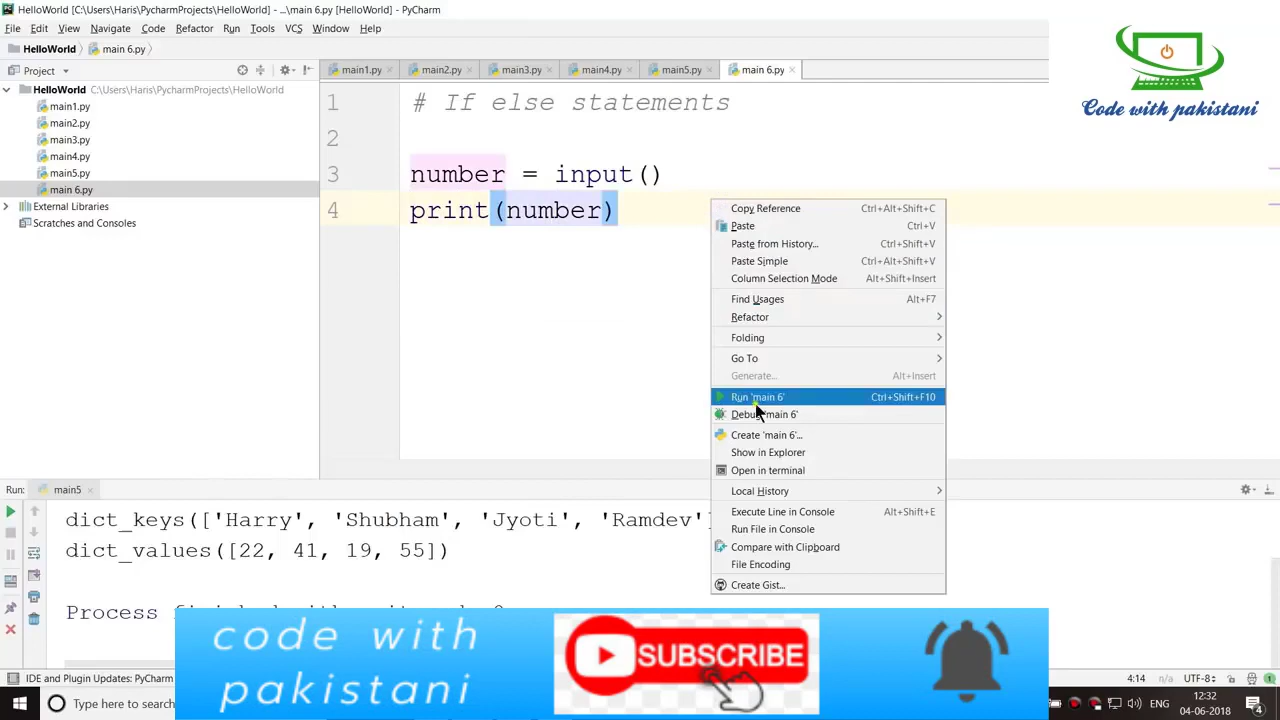 HelloWorld [C:\Users\Haris\PycharmProjects\HelloWorld] - ...\main 6.py [HelloWorld] - PyCharm
File Edit View Navigate Code Refactor Run Tools VCS Window Help
HelloWorld main 6.py
Project
main1.py main2.py main3.py main4.py main5.py main 6.py
HelloWorld C:\Users\Haris\PycharmProjects\HelloWorld
main1.py
main2.py
main3.py
main4.py
main5.py
main 6.py
External Libraries
Scratches and Consoles
1 # If else statements
2
3 number = input()
4 print(number)
Code with pakistani
Copy Reference Ctrl+Alt+Shift+C
Paste Ctrl+V
Paste from History... Ctrl+Shift+V
Paste Simple Ctrl+Alt+Shift+V
Column Selection Mode Alt+Shift+Insert
Find Usages Alt+F7
Refactor
Folding
Go To
Generate... Alt+Insert
Run 'main 6' Ctrl+Shift+F10
Debug 'main 6'
Create 'main 6'...
Show in Explorer
Open in terminal
Local History
Execute Line in Console Alt+Shift+E
Run File in Console
Compare with Clipboard
File Encoding
Create Gist...
Run: main5
dict_keys(['Harry', 'Shubham', 'Jyoti', 'Ramdev']
dict_values([22, 41, 19, 55])
Process
code with
pakistani
SUBSCRIBE
IDE and Plugin Updates: PyCharm
4:14 n/a UTF-8 1
Type here to search
12:32
04-06-2018
4